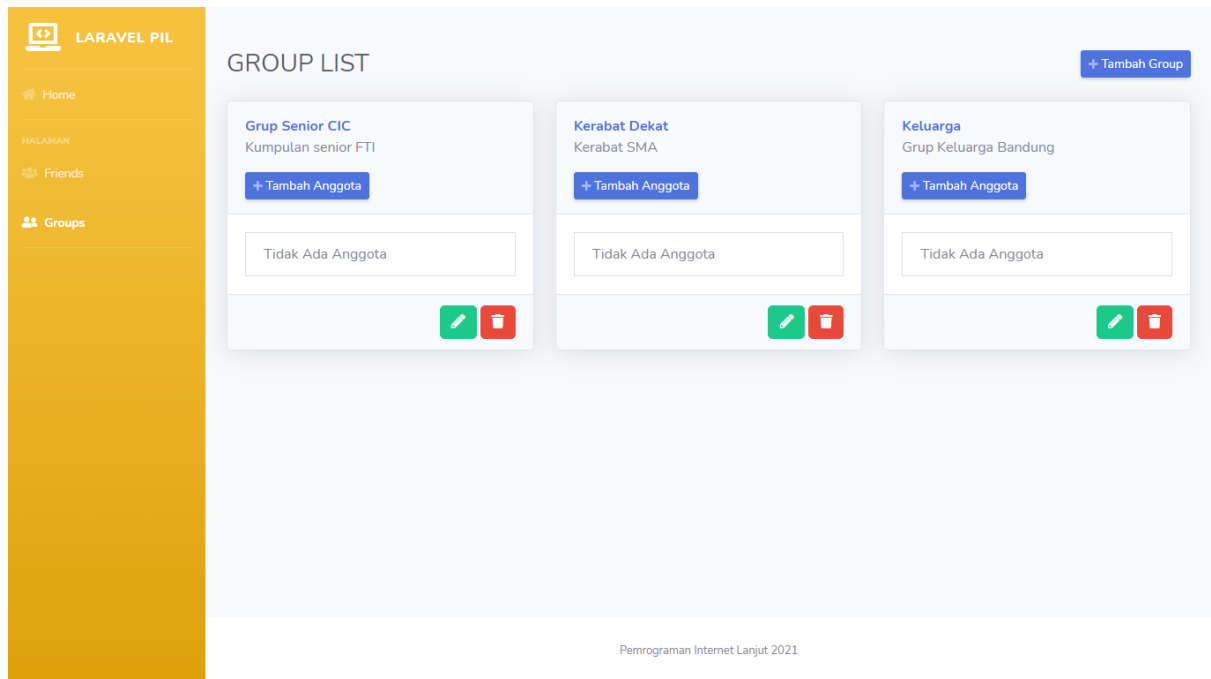 LARAVEL PIL
Home
HALAMAN
Friends
Groups
GROUP LIST
+ Tambah Group
Grup Senior CIC
Kumpulan senior FTI
+ Tambah Anggota
Tidak Ada Anggota
Kerabat Dekat
Kerabat SMA
+ Tambah Anggota
Tidak Ada Anggota
Keluarga
Grup Keluarga Bandung
+ Tambah Anggota
Tidak Ada Anggota
Pemrograman Internet Lanjut 2021